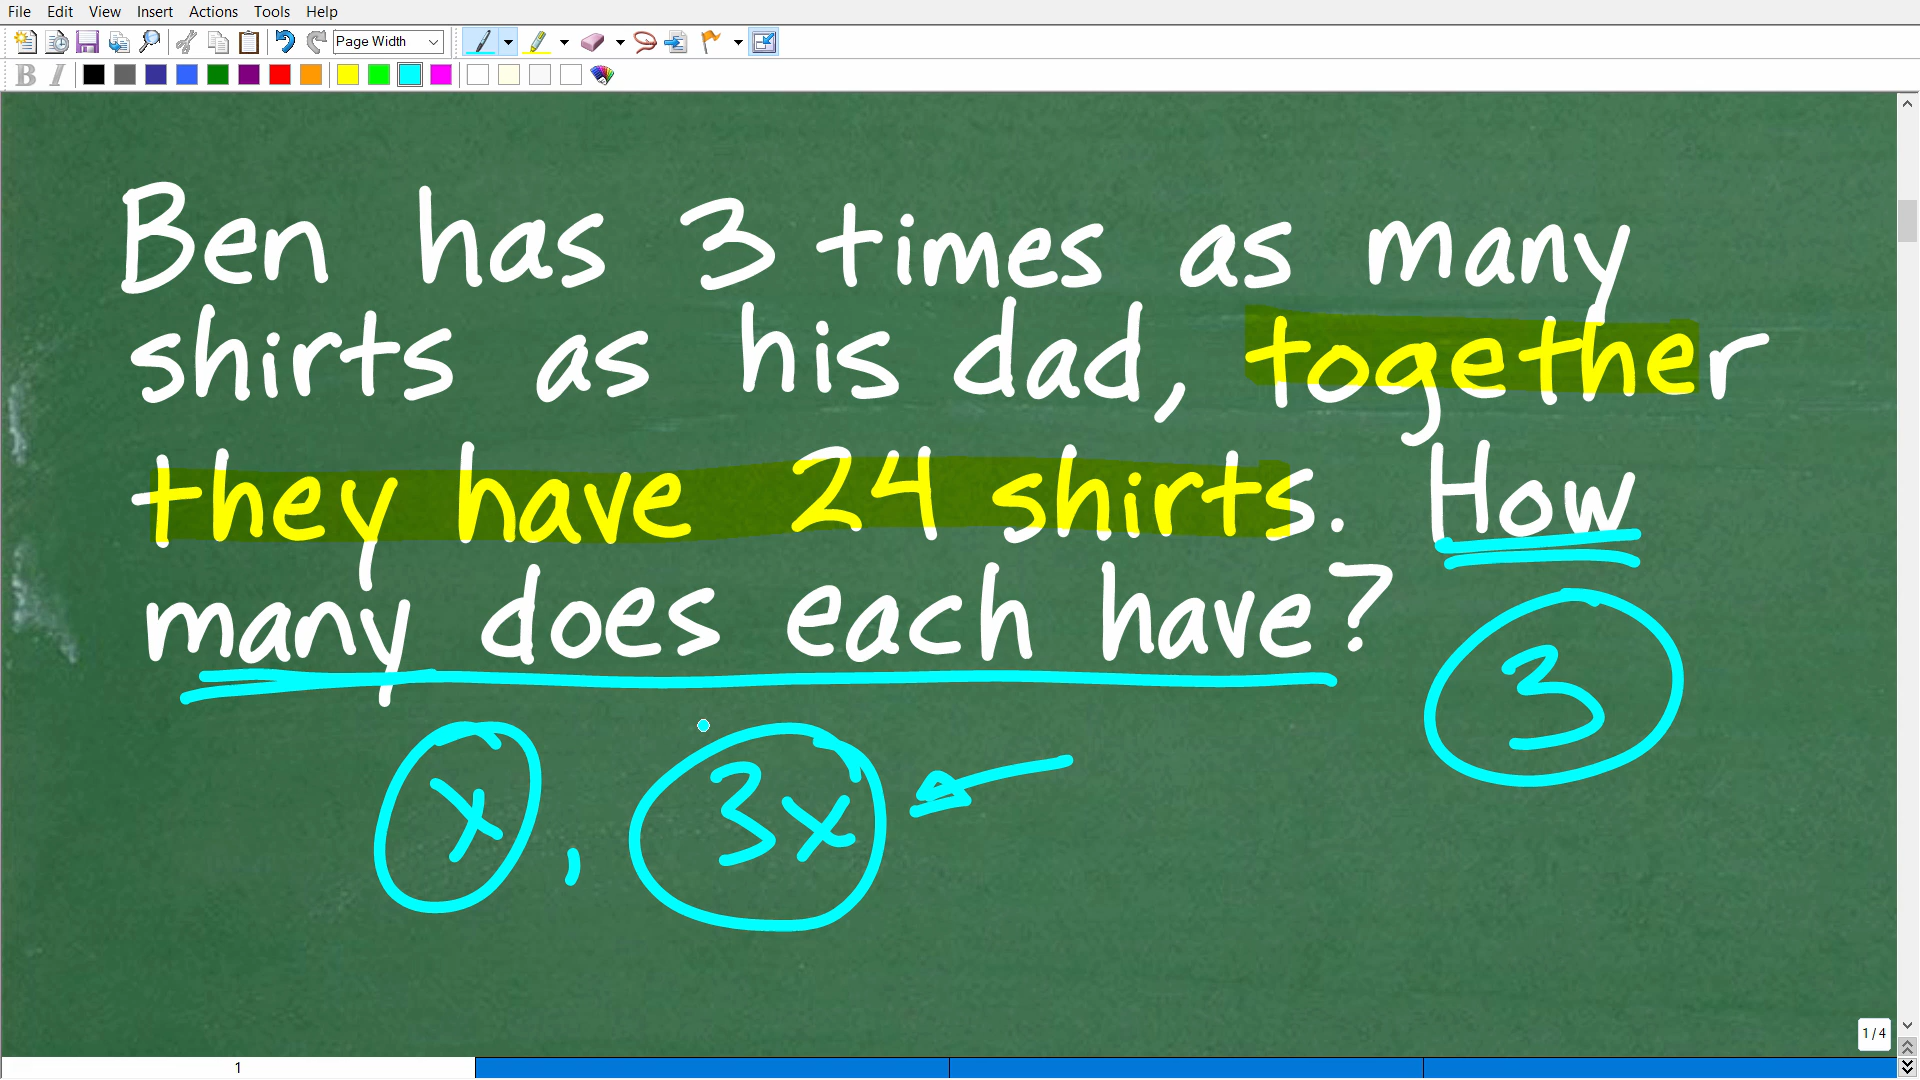 File Edit View Insert Actions Tools Help
Page Width
B I
Ben has 3 times as many
shirts as his dad, together
they have 24 shirts. How
many does each have?
3
x , 3x
1 / 4
1